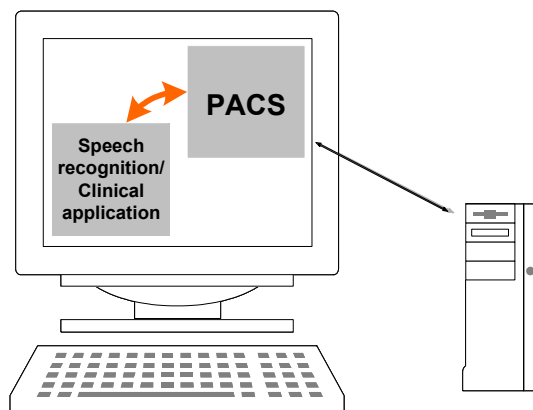 PACS
Speech
recognition/
Clinical
application